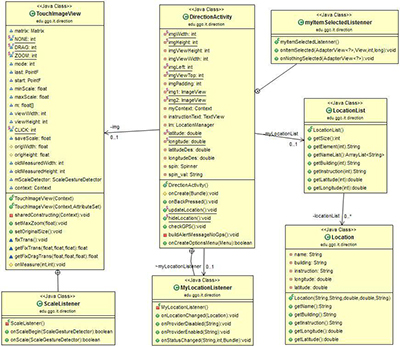 <<Java Class>>
TouchImageView
edu.ggc.it.direction
matrix: Matrix
NONE: int
DRAG: int
ZOOM: int
mode: int
last: PointF
start: PointF
minScale: float
maxScale: float
m: float[]
viewWidth: int
viewHeight: int
CLICK: int
saveScale: float
origWidth: float
origHeight: float
oldMeasuredWidth: int
oldMeasuredHeight: int
mScaleDetector: ScaleGestureDetector
context: Context
TouchImageView(Context)
TouchImageView(Context,AttributeSet)
sharedConstructing(Context):void
setMaxZoom(float):void
setOriginalSize():void
fixTrans():void
getFixTrans(float,float,float):float
getFixDragTrans(float,float,float):float
onMeasure(int,int):void
<<Java Class>>
ScaleListener
edu.ggc.it.direction
ScaleListener()
onScaleBegin(ScaleGestureDetector):boolean
onScale(ScaleGestureDetector):boolean
-img
0..1
<<Java Class>>
DirectionActivity
edu.ggc.it.direction
imgWidth: int
imgHeight: int
imgViewHeight: int
imgViewWidth: int
imgLeft: int
imgViewTop: int
imgPadding: int
img1: ImageView
img2: ImageView
myContext: Context
instructionText: TextView
lm: LocationManager
latitude: double
longitude: double
latitudeDes: double
longitudeDes: double
spin: Spinner
spin_val: String[]
DirectionActivity()
onCreate(Bundle):void
onBackPressed():void
updateLocation():void
hideLocation():void
checkGPS():void
buildAlertMessageNoGps():void
onCreateOptionsMenu(Menu):boolean
-myLocationListener
0..1
<<Java Class>>
MyLocationListener
edu.ggc.it.direction
MyLocationListener()
onLocationChanged(Location):void
onProviderDisabled(String):void
onProviderEnabled(String):void
onStatusChanged(String,int,Bundle):void
<<Java Class>>
myItemSelectedListener
edu.ggc.it.direction
myItemSelectedListener()
onItemSelected(AdapterView<?>,View,int,long):void
onNothingSelected(AdapterView<?>):void
-myLocationList
0..1
<<Java Class>>
LocationList
edu.ggc.it.direction
LocationList()
getSize():int
getElement(int):String
getNameList():ArrayList<String>
getBuilding(int):String
getInstruction(int):String
getLatitude(int):double
getLongitude(int):double
-locationList
0..*
<<Java Class>>
Location
edu.ggc.it.direction
name: String
building: String
instruction: String
longitude: double
latitude: double
Location(String,String,double,double,String)
getName():String
getBuilding():String
getInstruction():String
getLongitude():double
getLatitude():double